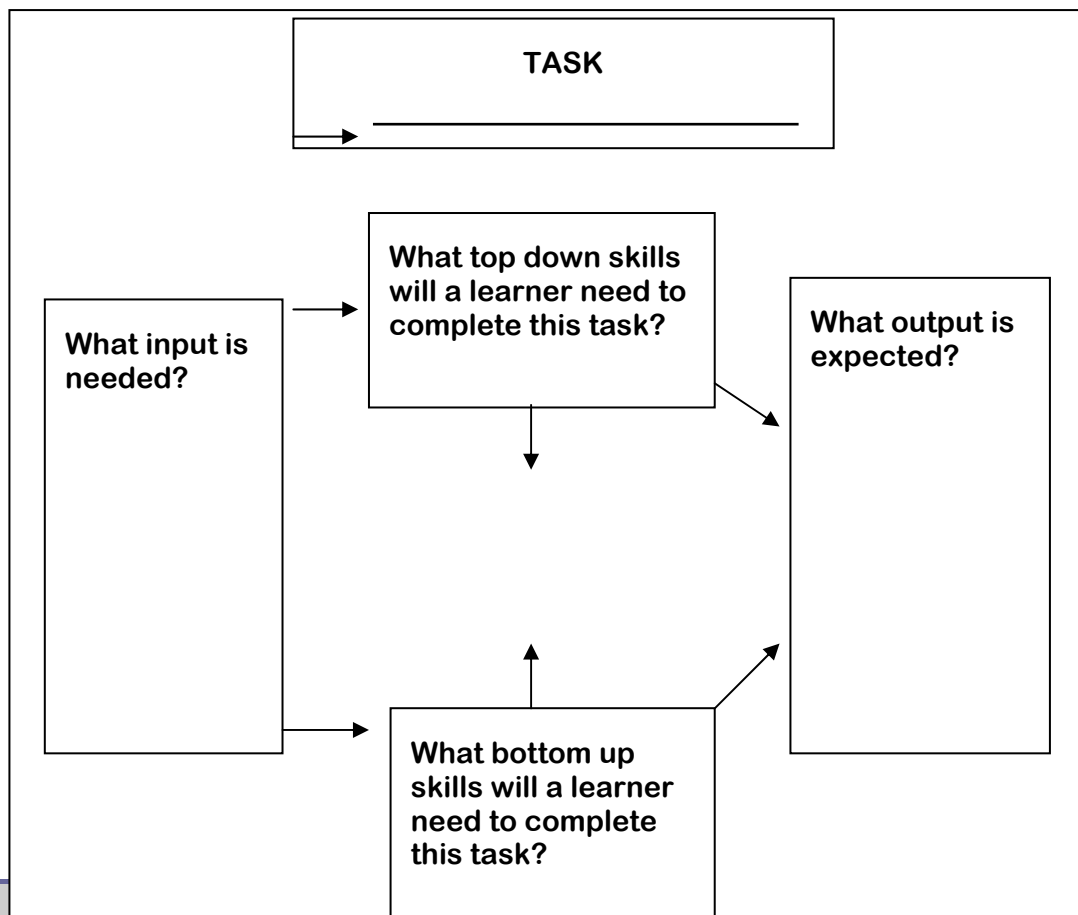 TASK
What top down skills
will a learner need to
complete this task?
What input is
needed?
What output is
expected?
What bottom up
skills will a learner
need to complete
this task?